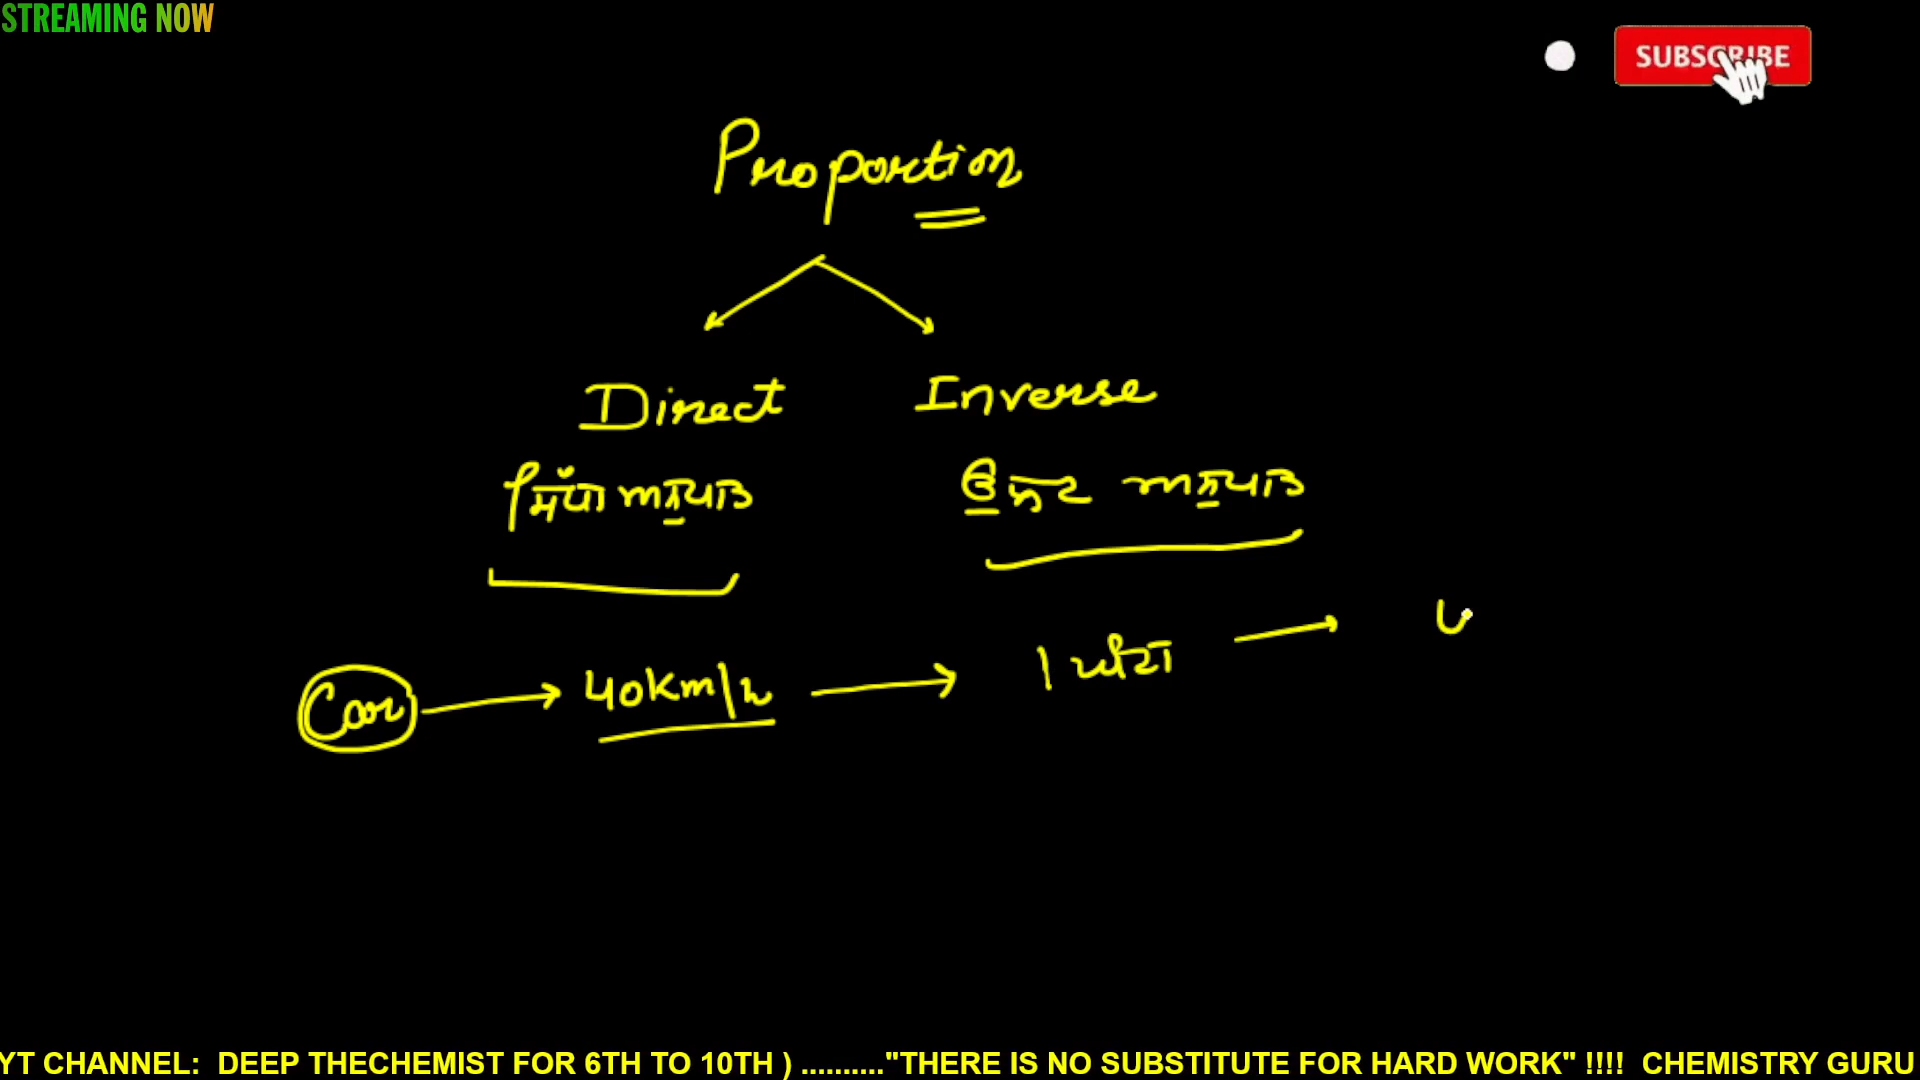 STREAMING NOW
SUBSCRIBE
Proportion
Direct Inverse
ਸਿੱਧਾ ਅਨੁਪਾਤ ਉਲਟ ਅਨੁਪਾਤ
Car 40km/h 1 ਘੰਟਾ
YT CHANNEL: DEEP THECHEMIST FOR 6TH TO 10TH ) .........."THERE IS NO SUBSTITUTE FOR HARD WORK" !!!! CHEMISTRY GURU